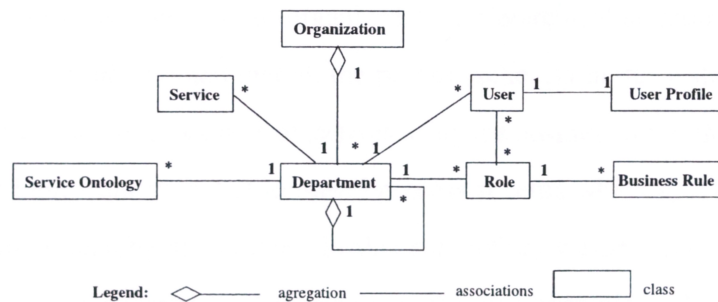 Organization
1
Service
*
*
User
1
1
User Profile
*
1
*
1
*
Service Ontology
*
1
Department
1
*
Role
1
*
Business Rule
1
*
Legend:
agregation
associations
class